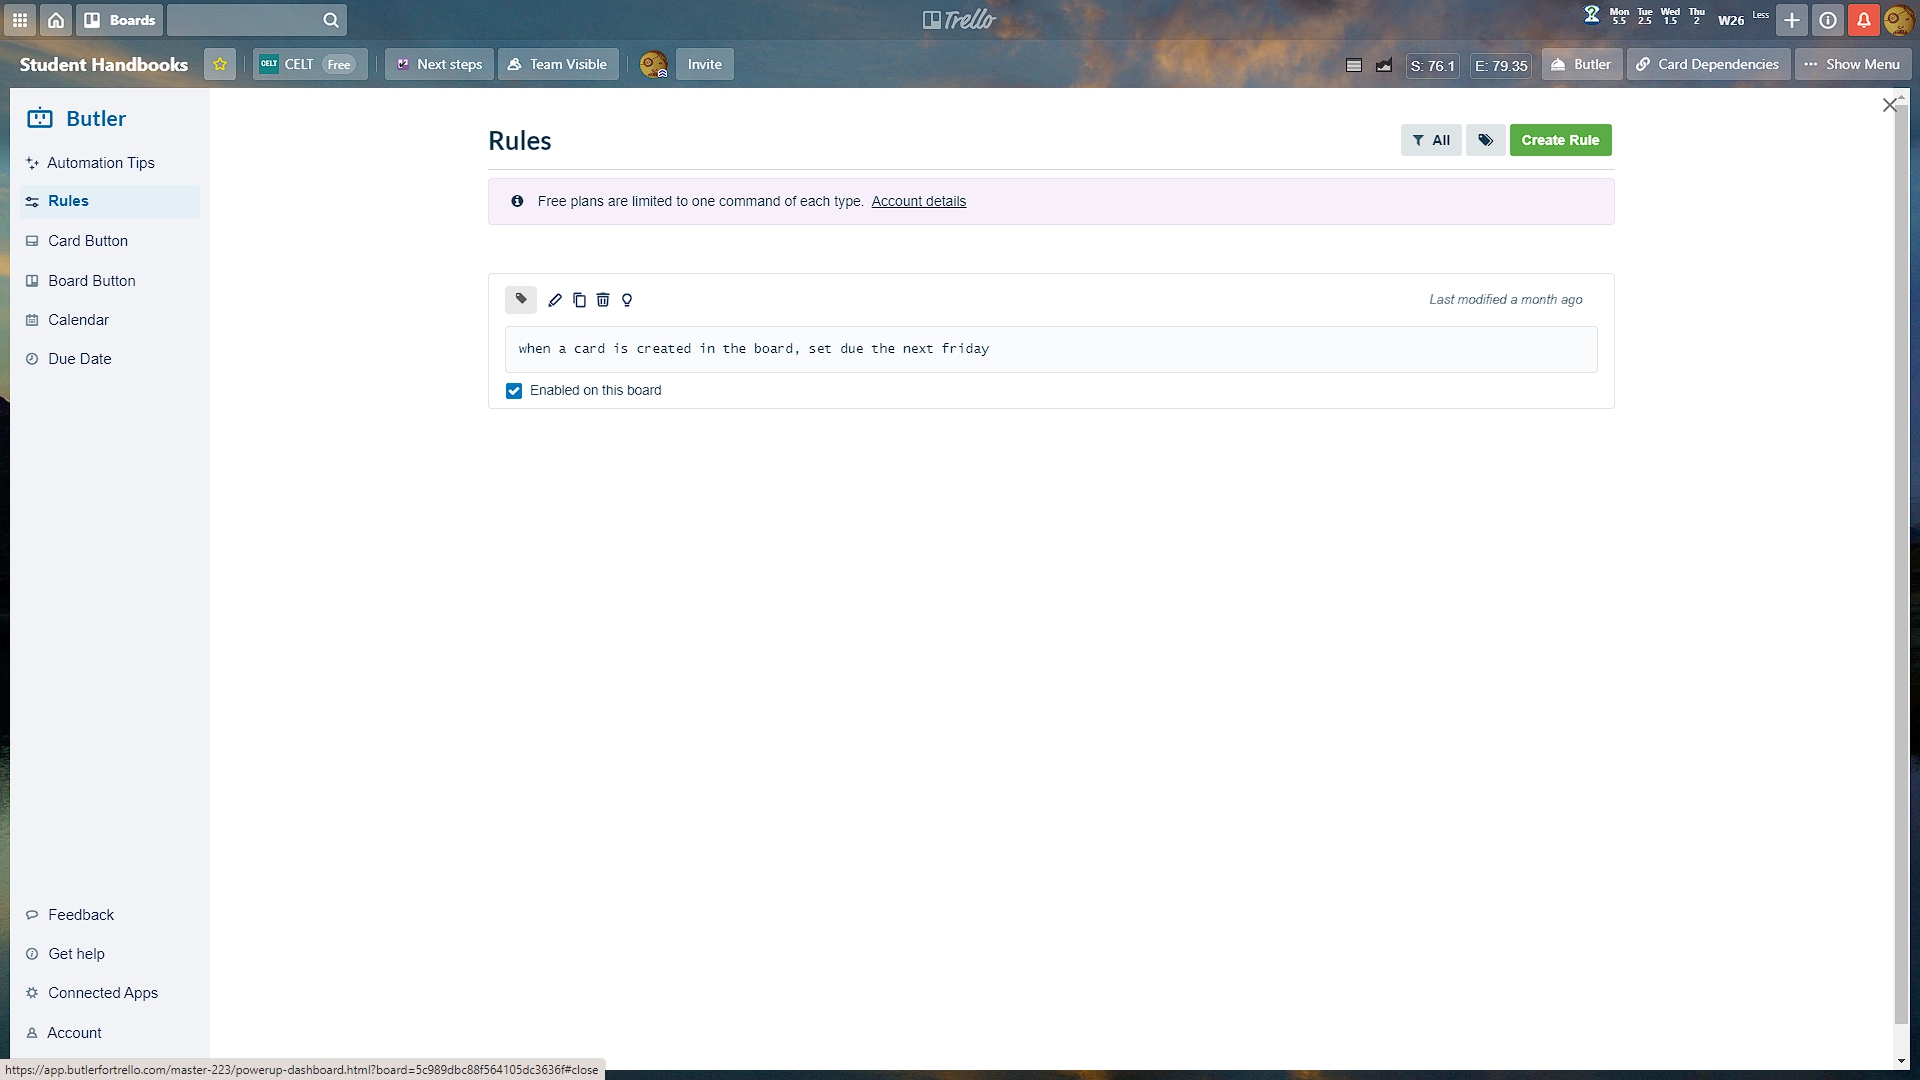 Boards
Trello
Mon Tue Wed Thu W26 Less
5.5 2.5 1.5 2
Student Handbooks
CELT CELT Free
Next steps
Team Visible
Invite
S: 76.1
E: 79.35
Butler
Card Dependencies
Show Menu
Butler
Automation Tips
Rules
Card Button
Board Button
Calendar
Due Date
Feedback
Get help
Connected Apps
Account
Rules
All
Create Rule
Free plans are limited to one command of each type. Account details
Last modified a month ago
when a card is created in the board, set due the next friday
Enabled on this board
https://app.butlerfortrello.com/master-223/powerup-dashboard.html?board=5c989dbc88f564105dc3636f#close